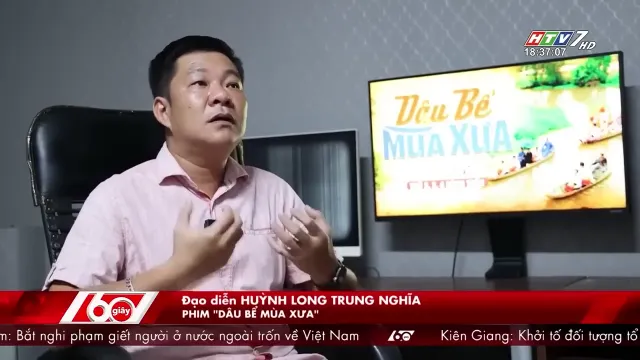 HTV7 HD
18:37:07
Dâu Bể
MÙA XƯA
60 giây
Đạo diễn HUỲNH LONG TRUNG NGHĨA
PHIM "DÂU BỂ MÙA XƯA"
m: Bắt nghi phạm giết người ở nước ngoài trốn về Việt Nam 60 Kiên Giang: Khởi tố đối tượng tổ